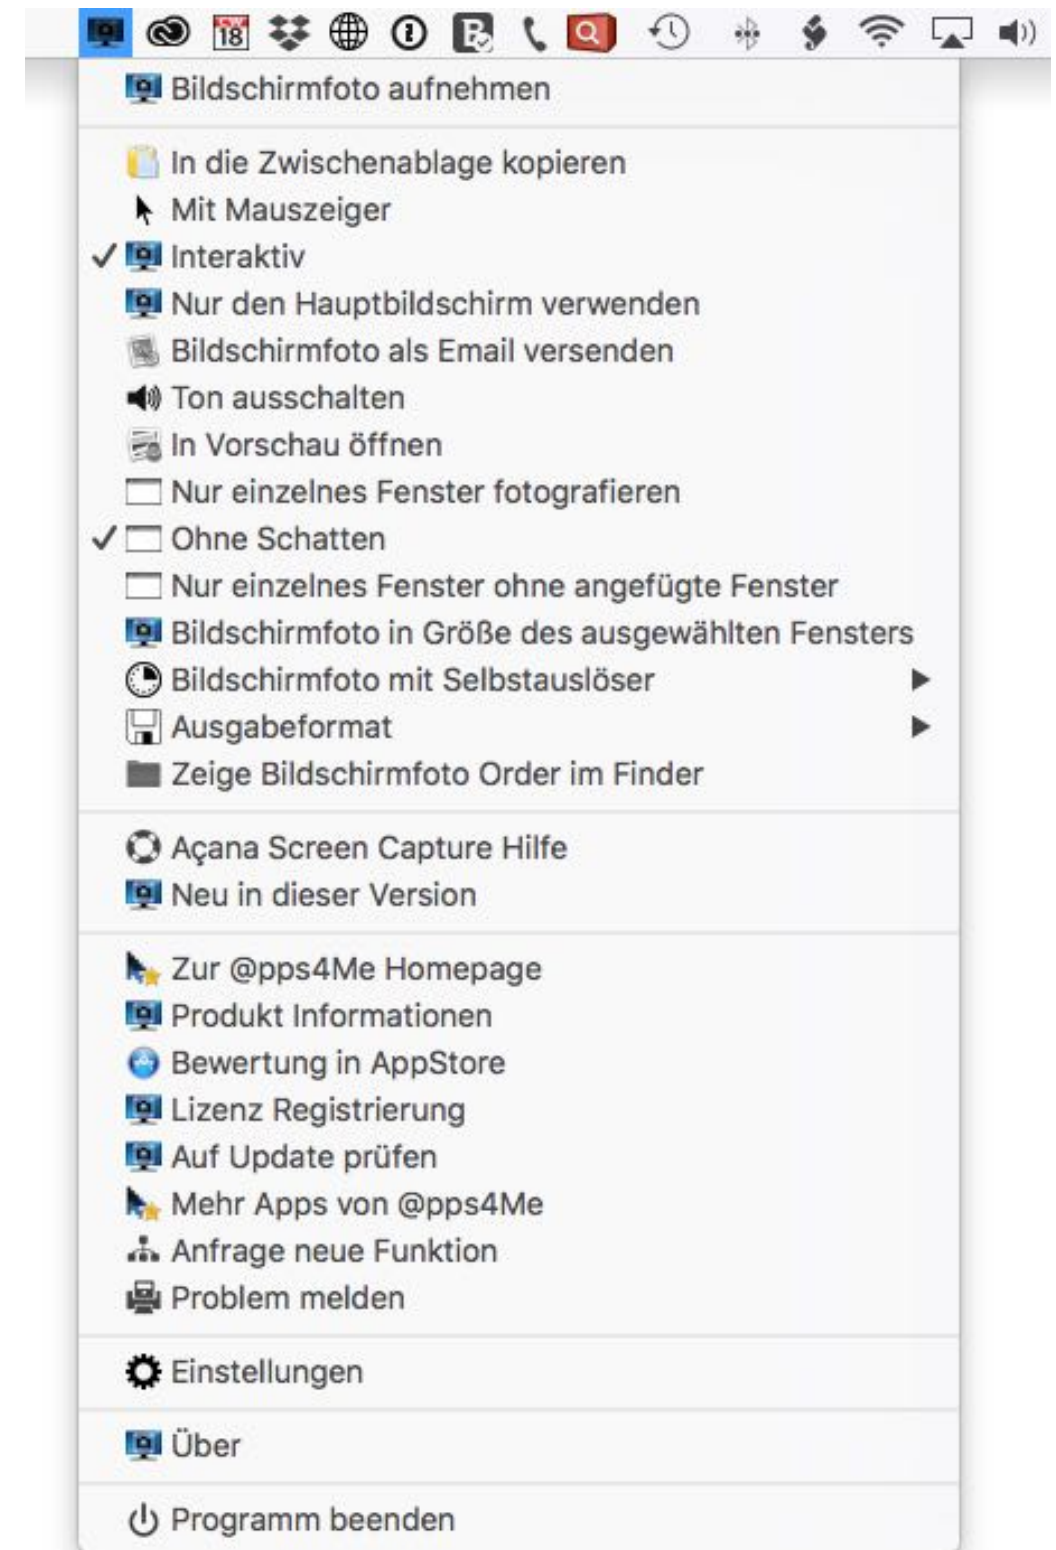 18
Bildschirmfoto aufnehmen
In die Zwischenablage kopieren
Mit Mauszeiger
Interaktiv
Nur den Hauptbildschirm verwenden
Bildschirmfoto als Email versenden
Ton ausschalten
In Vorschau öffnen
Nur einzelnes Fenster fotografieren
Ohne Schatten
Nur einzelnes Fenster ohne angefügte Fenster
Bildschirmfoto in Größe des ausgewählten Fensters
Bildschirmfoto mit Selbstauslöser
Ausgabeformat
Zeige Bildschirmfoto Order im Finder
Açana Screen Capture Hilfe
Neu in dieser Version
Zur @pps4Me Homepage
Produkt Informationen
Bewertung in AppStore
Lizenz Registrierung
Auf Update prüfen
Mehr Apps von @pps4Me
Anfrage neue Funktion
Problem melden
Einstellungen
Über
Programm beenden